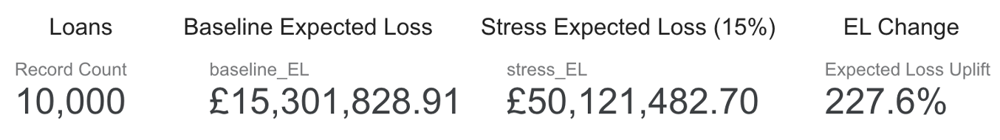 Loans
Baseline Expected Loss
Stress Expected Loss (15%)
EL Change
Record Count
baseline_EL
stress_EL
Expected Loss Uplift
10,000
£15,301,828.91
£50,121,482.70
227.6%